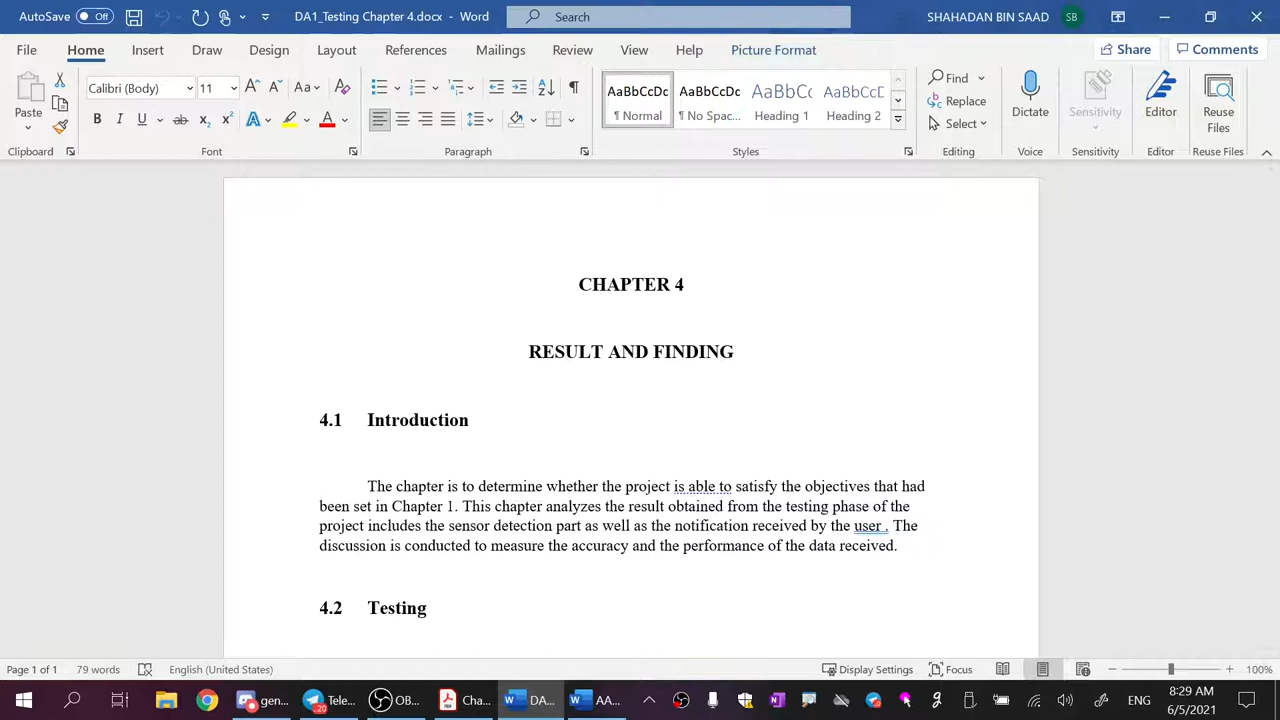 AutoSave Off DA1_Testing Chapter 4.docx - Word Search SHAHADAN BIN SAAD SB
File Home Insert Draw Design Layout References Mailings Review View Help Picture Format Share Comments
Paste Calibri (Body) 11 AaBbCcDc AaBbCcDc AaBbCc AaBbCcD Find Dictate Sensitivity Editor Reuse Files
¶ Normal ¶ No Spac... Heading 1 Heading 2 Replace
Select
Clipboard Font Paragraph Styles Editing Voice Sensitivity Editor Reuse Files
CHAPTER 4
RESULT AND FINDING
4.1 Introduction
The chapter is to determine whether the project is able to satisfy the objectives that had
been set in Chapter 1. This chapter analyzes the result obtained from the testing phase of the
project includes the sensor detection part as well as the notification received by the user . The
discussion is conducted to measure the accuracy and the performance of the data received.
4.2 Testing
Page 1 of 1 79 words English (United States) Display Settings Focus 100%
gen... Tele... OB... Cha... DA... AA... ENG 8:29 AM
6/5/2021